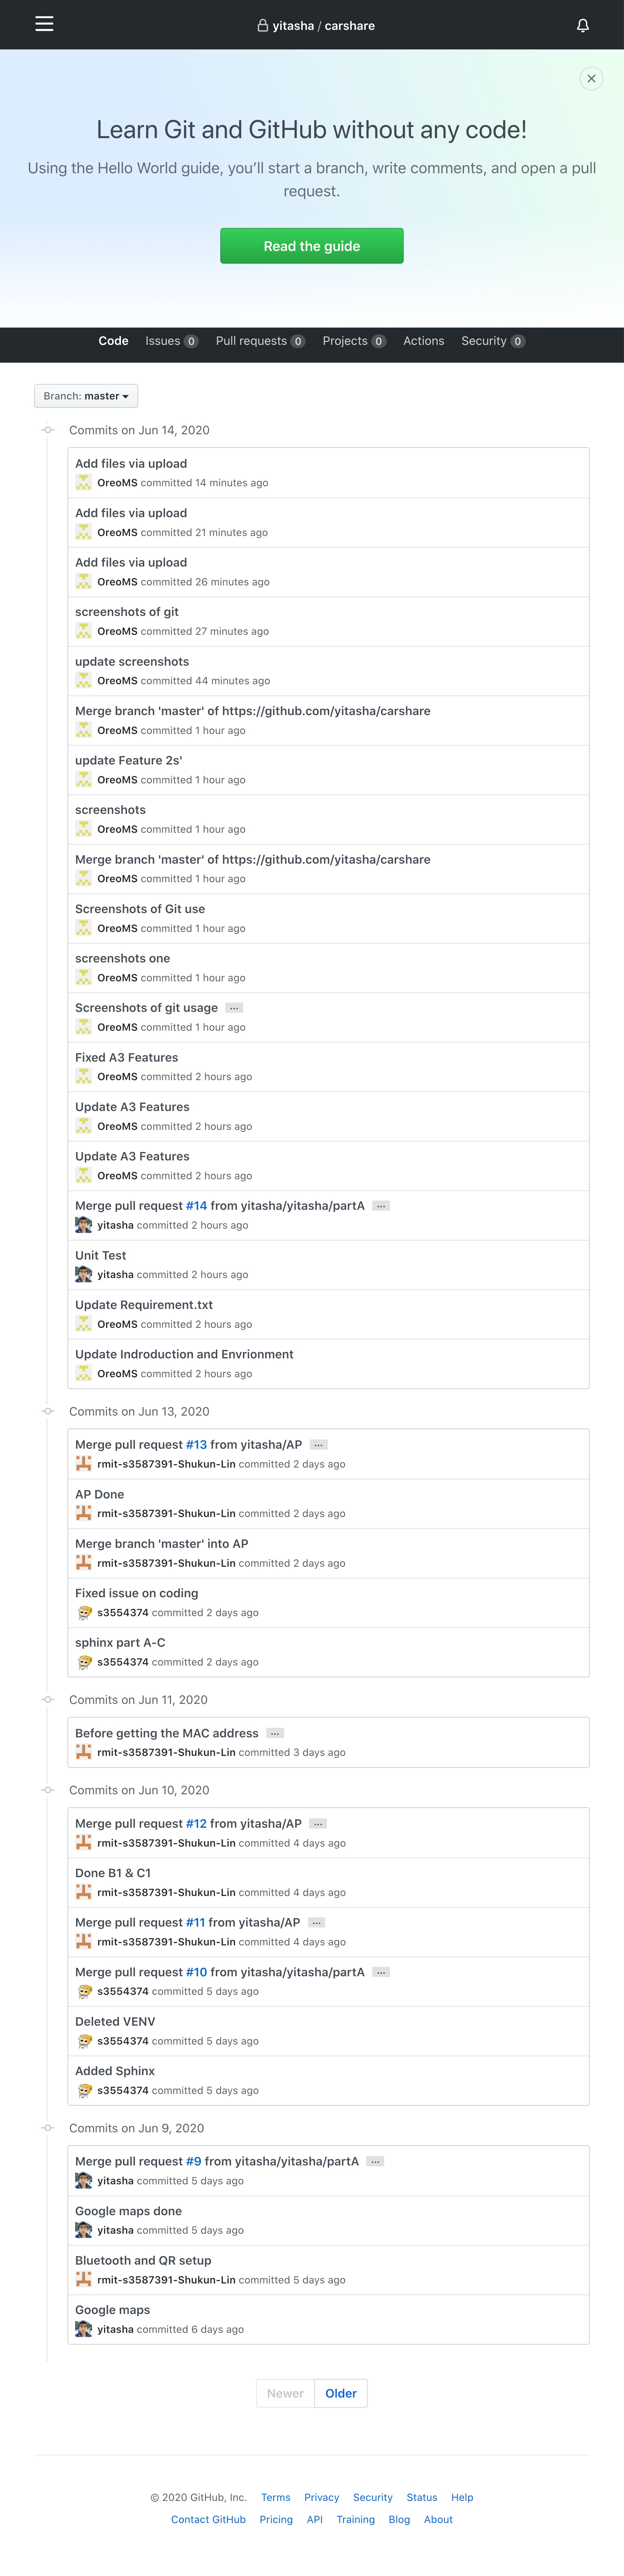 yitasha / carshare
Learn Git and GitHub without any code!
Using the Hello World guide, you’ll start a branch, write comments, and open a pull
request.
Read the guide
Code Issues 0 Pull requests 0 Projects 0 Actions Security 0
Branch: master
Commits on Jun 14, 2020
Add files via upload
OreoMS committed 14 minutes ago
Add files via upload
OreoMS committed 21 minutes ago
Add files via upload
OreoMS committed 26 minutes ago
screenshots of git
OreoMS committed 27 minutes ago
update screenshots
OreoMS committed 44 minutes ago
Merge branch 'master' of https://github.com/yitasha/carshare
OreoMS committed 1 hour ago
update Feature 2s'
OreoMS committed 1 hour ago
screenshots
OreoMS committed 1 hour ago
Merge branch 'master' of https://github.com/yitasha/carshare
OreoMS committed 1 hour ago
Screenshots of Git use
OreoMS committed 1 hour ago
screenshots one
OreoMS committed 1 hour ago
Screenshots of git usage …
OreoMS committed 1 hour ago
Fixed A3 Features
OreoMS committed 2 hours ago
Update A3 Features
OreoMS committed 2 hours ago
Update A3 Features
OreoMS committed 2 hours ago
Merge pull request #14 from yitasha/yitasha/partA …
yitasha committed 2 hours ago
Unit Test
yitasha committed 2 hours ago
Update Requirement.txt
OreoMS committed 2 hours ago
Update Indroduction and Envrionment
OreoMS committed 2 hours ago
Commits on Jun 13, 2020
Merge pull request #13 from yitasha/AP …
rmit-s3587391-Shukun-Lin committed 2 days ago
AP Done
rmit-s3587391-Shukun-Lin committed 2 days ago
Merge branch 'master' into AP
rmit-s3587391-Shukun-Lin committed 2 days ago
Fixed issue on coding
s3554374 committed 2 days ago
sphinx part A-C
s3554374 committed 2 days ago
Commits on Jun 11, 2020
Before getting the MAC address …
rmit-s3587391-Shukun-Lin committed 3 days ago
Commits on Jun 10, 2020
Merge pull request #12 from yitasha/AP …
rmit-s3587391-Shukun-Lin committed 4 days ago
Done B1 & C1
rmit-s3587391-Shukun-Lin committed 4 days ago
Merge pull request #11 from yitasha/AP …
rmit-s3587391-Shukun-Lin committed 4 days ago
Merge pull request #10 from yitasha/yitasha/partA …
s3554374 committed 5 days ago
Deleted VENV
s3554374 committed 5 days ago
Added Sphinx
s3554374 committed 5 days ago
Commits on Jun 9, 2020
Merge pull request #9 from yitasha/yitasha/partA …
yitasha committed 5 days ago
Google maps done
yitasha committed 5 days ago
Bluetooth and QR setup
rmit-s3587391-Shukun-Lin committed 5 days ago
Google maps
yitasha committed 6 days ago
Newer Older
© 2020 GitHub, Inc. Terms Privacy Security Status Help
Contact GitHub Pricing API Training Blog About